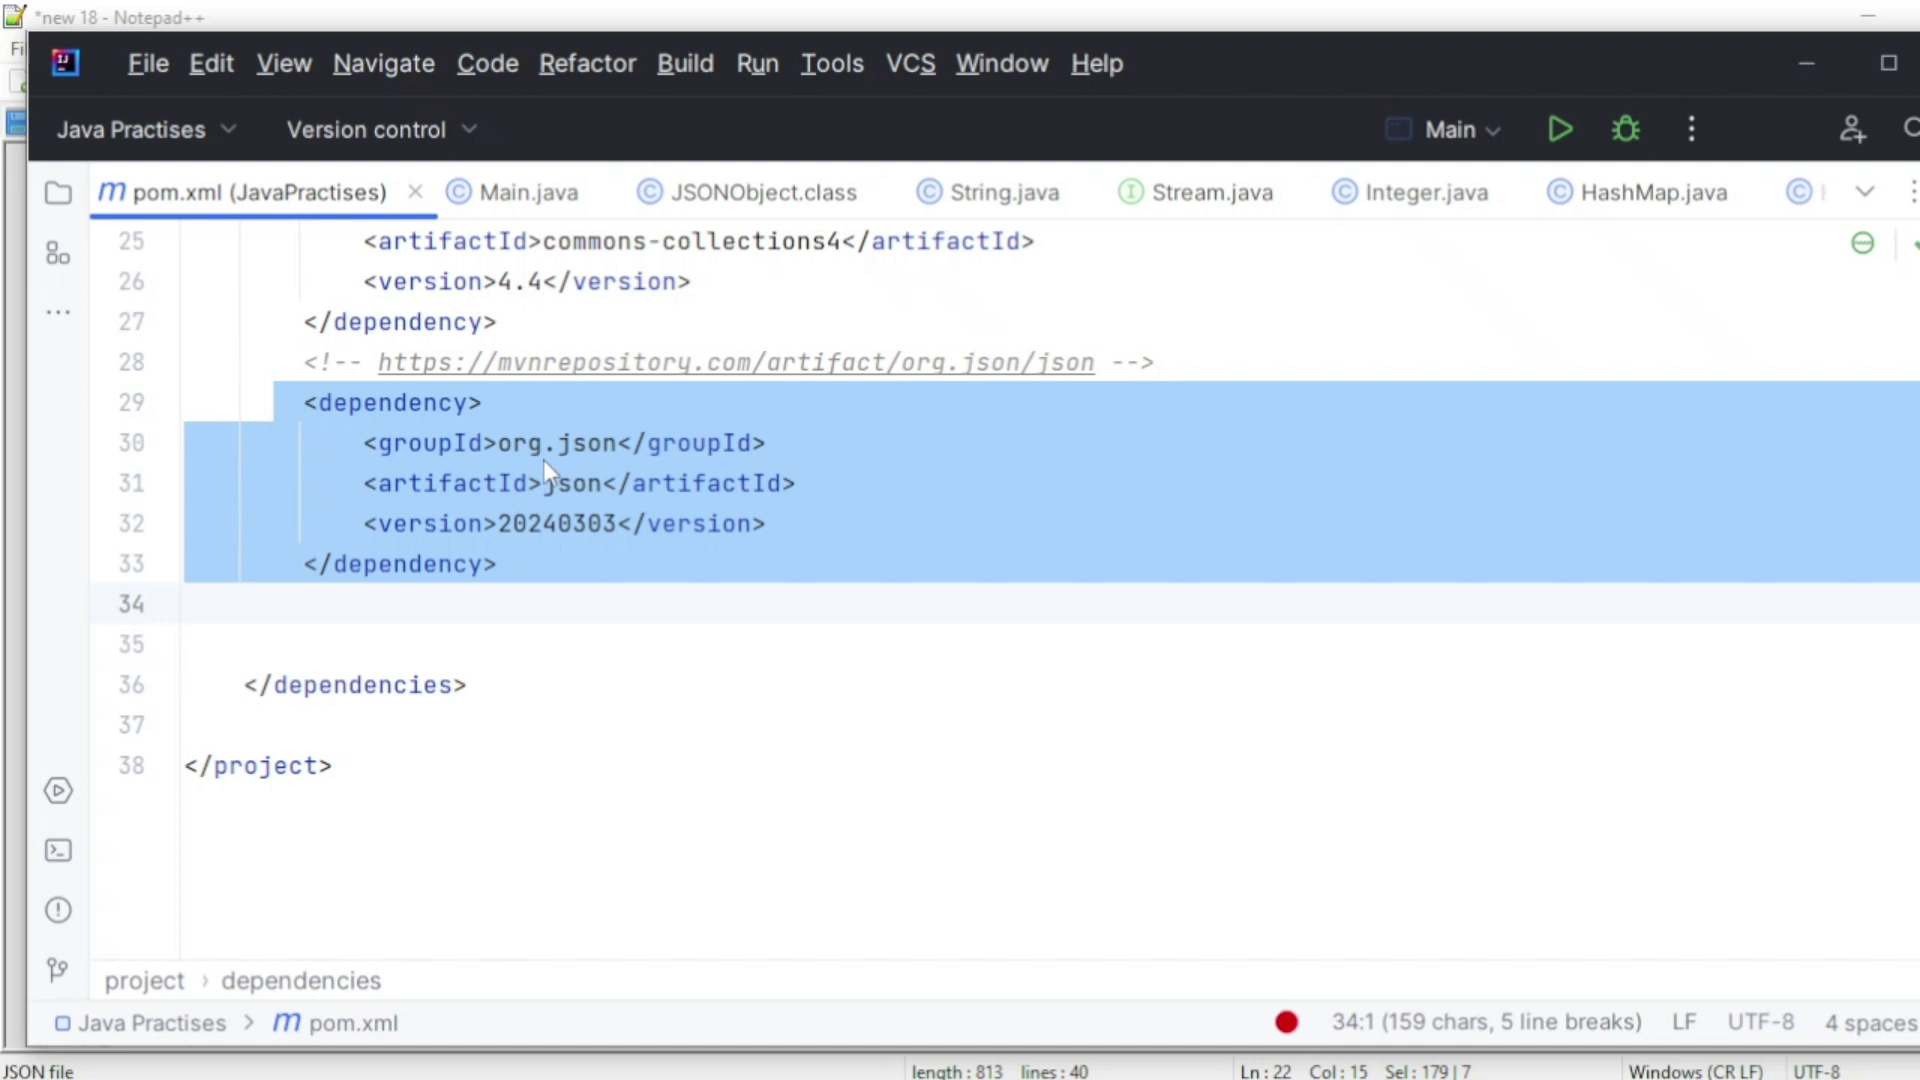 *new 18 - Notepad++
File Edit View Navigate Code Refactor Build Run Tools VCS Window Help
Java Practises Version control Main
pom.xml (JavaPractises) Main.java JSONObject.class String.java Stream.java Integer.java HashMap.java
25 <artifactId>commons-collections4</artifactId>
26 <version>4.4</version>
27 </dependency>
28 <!-- https://mvnrepository.com/artifact/org.json/json -->
29 <dependency>
30 <groupId>org.json</groupId>
31 <artifactId>json</artifactId>
32 <version>20240303</version>
33 </dependency>
34
35
36 </dependencies>
37
38 </project>
project › dependencies
Java Practises > m pom.xml 34:1 (159 chars, 5 line breaks) LF UTF-8 4 spaces
JSON file length : 813 lines : 40 Ln : 22 Col : 15 Sel : 179 | 7 Windows (CR LF) UTF-8